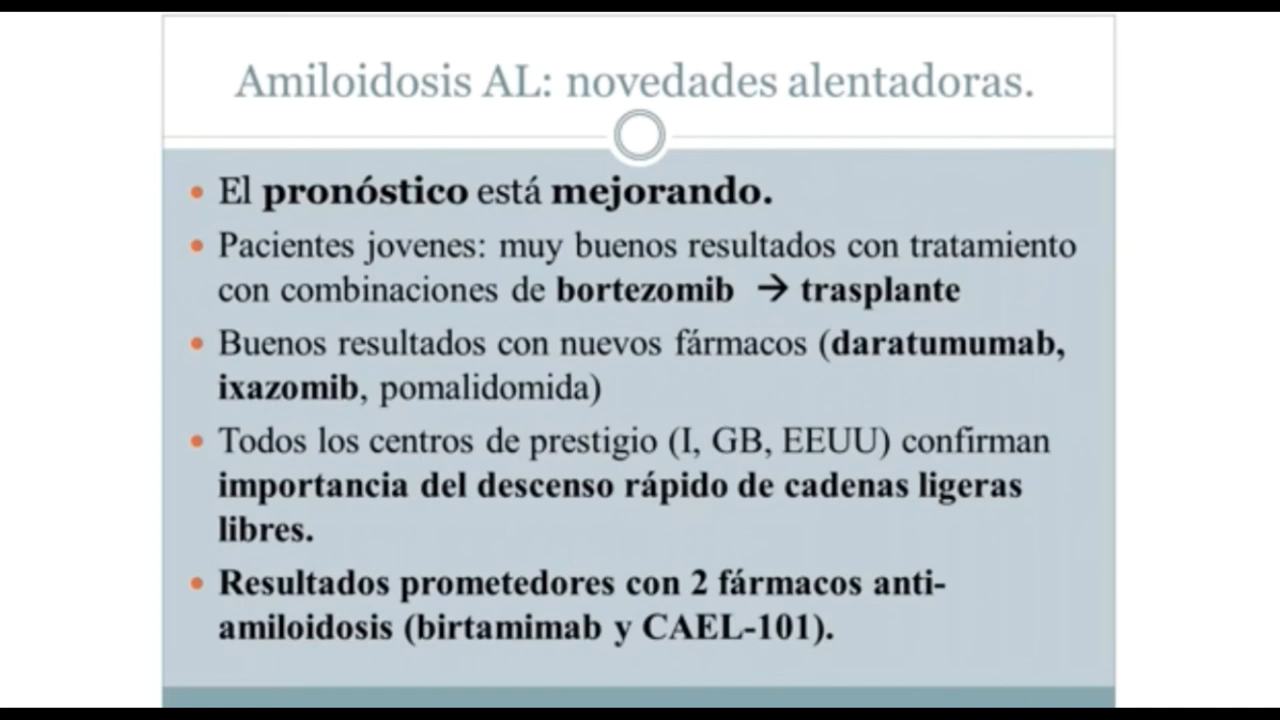 Amiloidosis AL: novedades alentadoras.
• El pronóstico está mejorando.
• Pacientes jovenes: muy buenos resultados con tratamiento
con combinaciones de bortezomib → trasplante
• Buenos resultados con nuevos fármacos (daratumumab,
ixazomib, pomalidomida)
• Todos los centros de prestigio (I, GB, EEUU) confirman
importancia del descenso rápido de cadenas ligeras
libres.
• Resultados prometedores con 2 fármacos anti-
amiloidosis (birtamimab y CAEL-101).